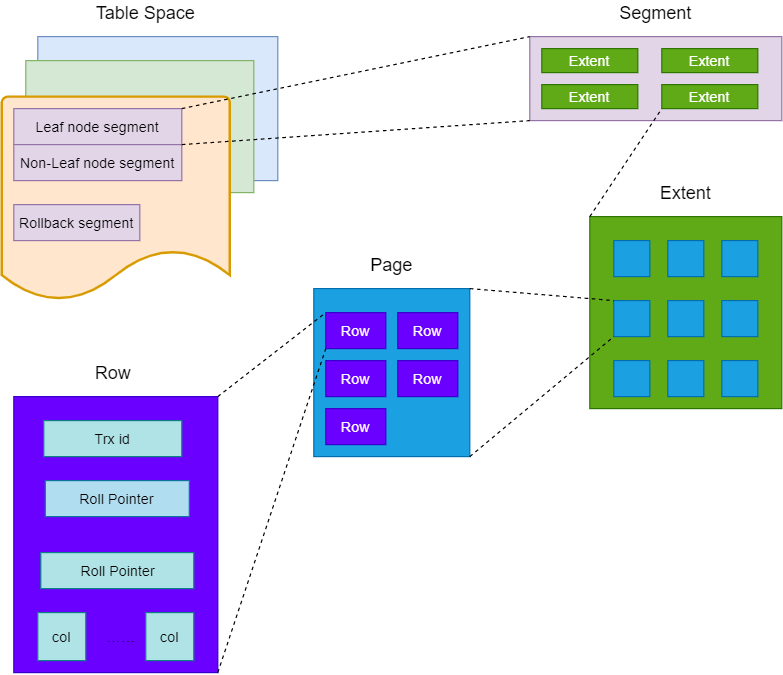 Table Space
Segment
Extent
Extent
Extent
Extent
Leaf node segment
Non-Leaf node segment
Rollback segment
Extent
Page
Row
Row
Row
Row
Row
Row
Trx id
Roll Pointer
Roll Pointer
col
......
col